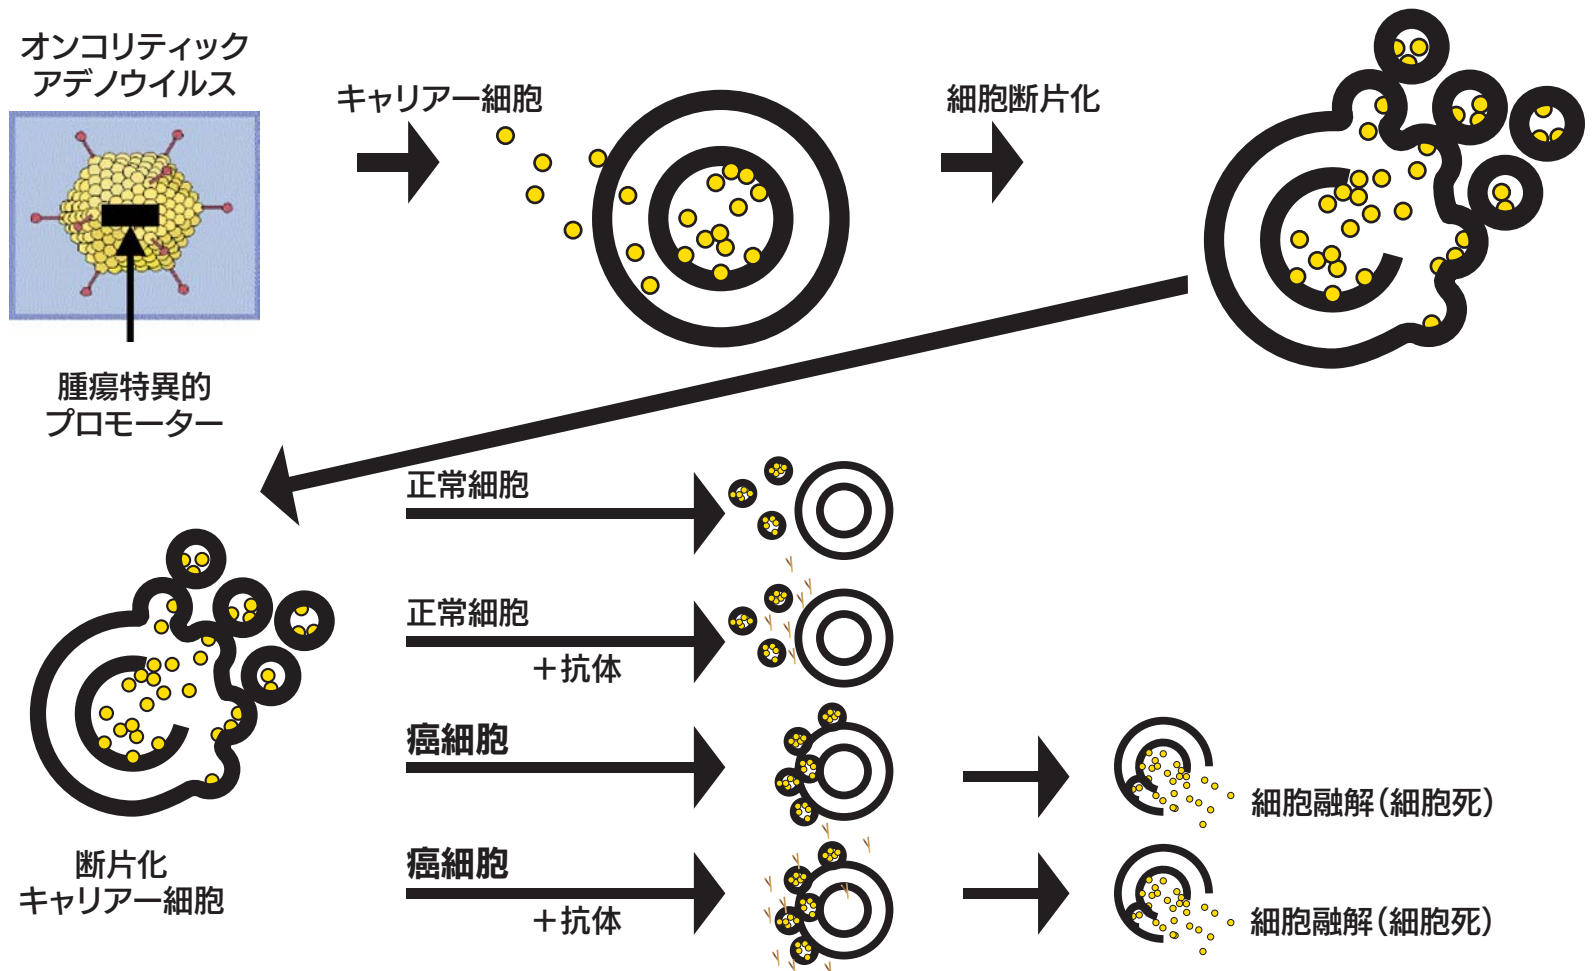 オンコリティック
アデノウイルス
キャリアー細胞
細胞断片化
腫瘍特異的
プロモーター
正常細胞
正常細胞
＋抗体
癌細胞
細胞融解（細胞死）
癌細胞
＋抗体
細胞融解（細胞死）
断片化
キャリアー細胞